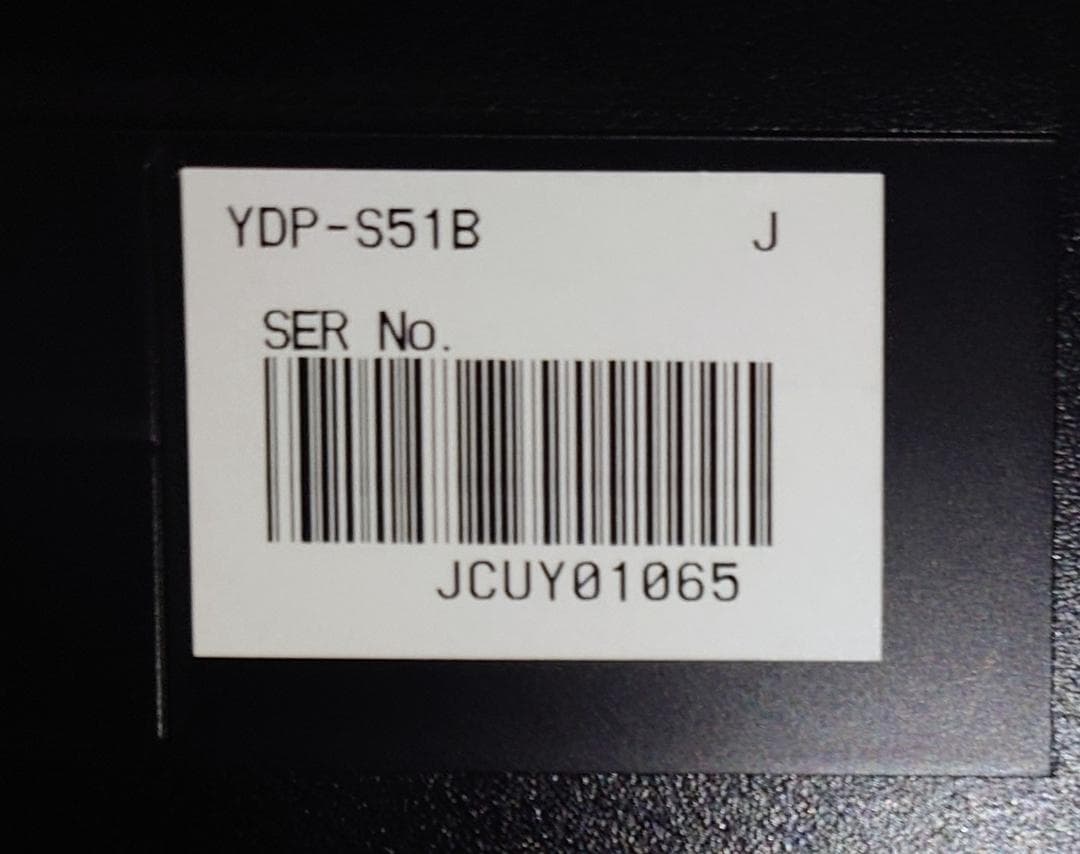 YDP-S51B J
SER No.
JCUY01065